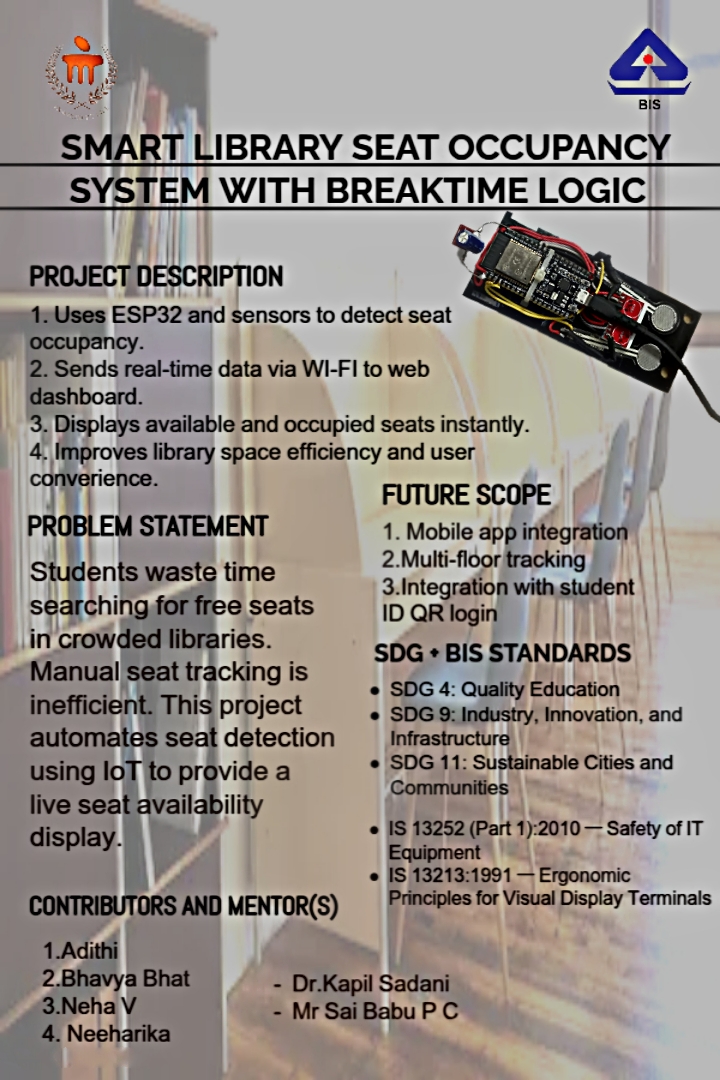 BIS
SMART LIBRARY SEAT OCCUPANCY
SYSTEM WITH BREAKTIME LOGIC
PROJECT DESCRIPTION
1. Uses ESP32 and sensors to detect seat
occupancy.
2. Sends real-time data via WI-FI to web
dashboard.
3. Displays available and occupied seats instantly.
4. Improves library space efficiency and user
converience.
PROBLEM STATEMENT
Students waste time
searching for free seats
in crowded libraries.
Manual seat tracking is
inefficient. This project
automates seat detection
using IoT to provide a
live seat availability
display.
FUTURE SCOPE
1. Mobile app integration
2.Multi-floor tracking
3.Integration with student
ID QR login
SDG + BIS STANDARDS
• SDG 4: Quality Education
• SDG 9: Industry, Innovation, and
Infrastructure
• SDG 11: Sustainable Cities and
Communities
• IS 13252 (Part 1):2010 — Safety of IT
Equipment
• IS 13213:1991 — Ergonomic
Principles for Visual Display Terminals
CONTRIBUTORS AND MENTOR(S)
1.Adithi
2.Bhavya Bhat
3.Neha V
4. Neeharika
- Dr.Kapil Sadani
- Mr Sai Babu P C